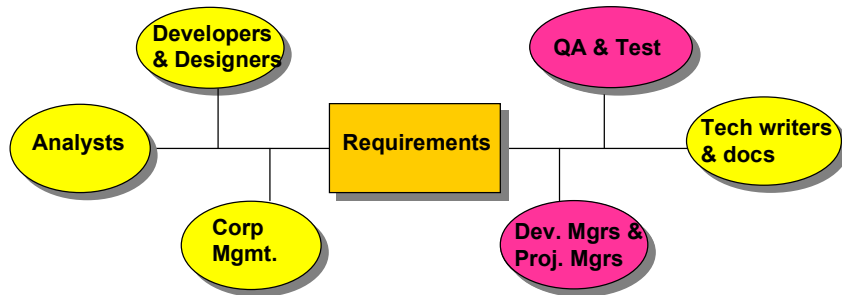 Developers
& Designers
QA & Test
Analysts
Requirements
Tech writers
& docs
Corp
Mgmt.
Dev. Mgrs &
Proj. Mgrs